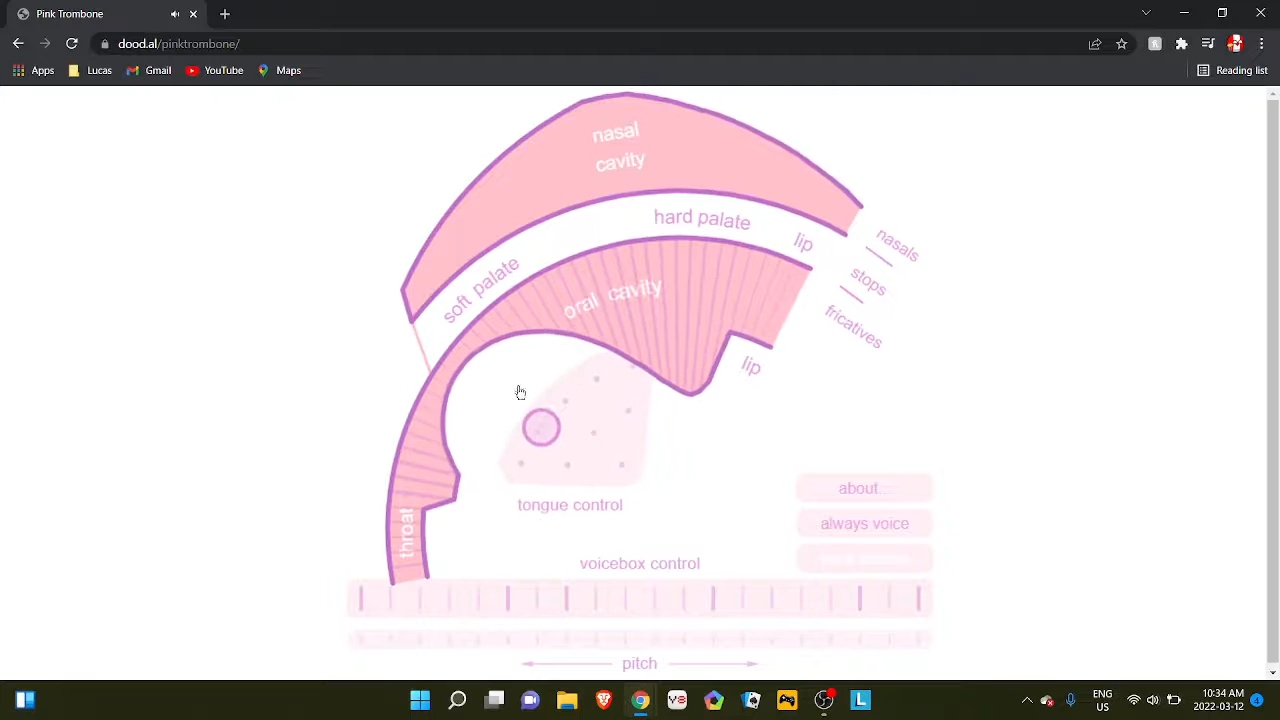 Pink Trombone
dood.al/pinktrombone/
Apps
Lucas
Gmail
YouTube
Maps
Reading list
nasal
cavity
hard palate
lip
nasals
soft palate
oral cavity
stops
fricatives
lip
throat
tongue control
about...
always voice
voicebox control
pitch
ENG
US
10:34 AM
2022-03-12
4